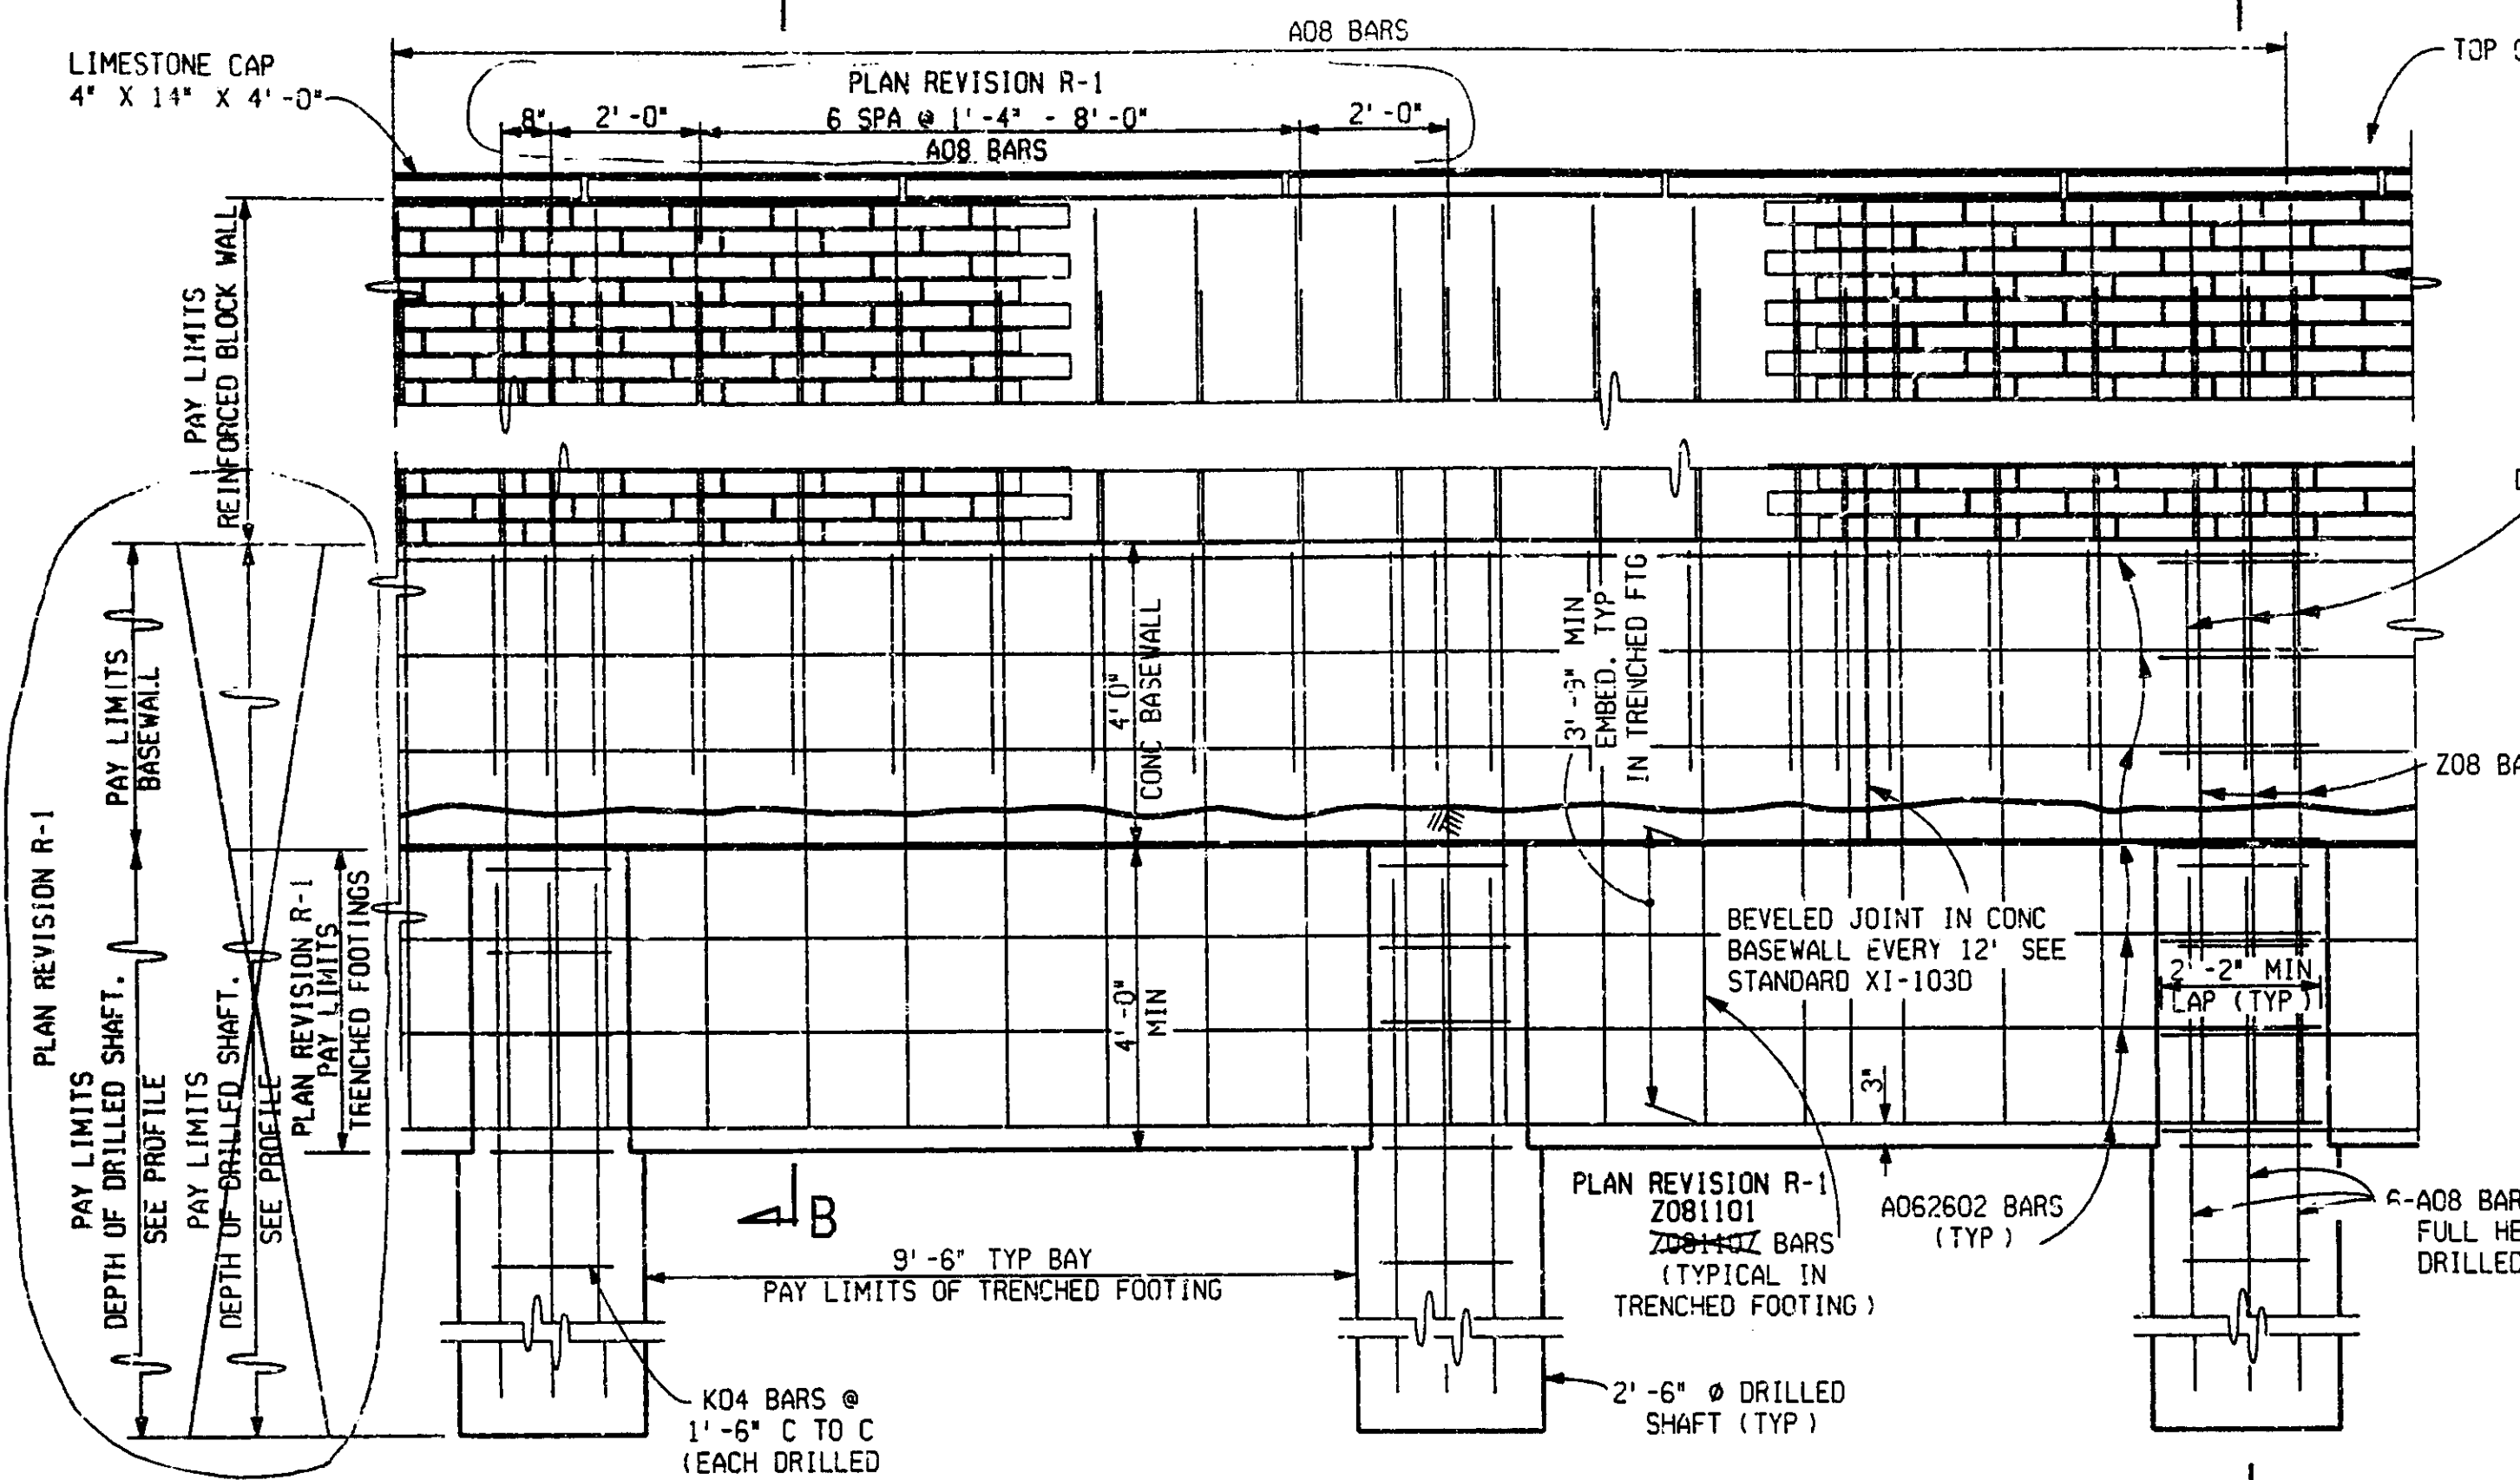 A08 BARS
LIMESTONE CAP
4" X 14" X 4'-0"
TOP
PLAN REVISION R-1
8"
2'-0"
6 SPA @ 1'-4" - 8'-0"
2'-0"
A08 BARS
PAY LIMITS
REINFORCED BLOCK WALL
PLAN REVISION R-1
PAY LIMITS
BASEWALL
PAY LIMITS
DEPTH OF DRILLED SHAFT.
SEE PROFILE
PAY LIMITS
DEPTH OF DRILLED SHAFT.
SEE PROFILE
PLAN REVISION R-1
PAY LIMITS
TRENCHED FOOTINGS
4'0"
CONC BASEWALL
3'-9" MIN
EMBED. TYP
IN TRENCHED FTG
Z08
4'-0"
MIN
BEVELED JOINT IN CONC
BASEWALL EVERY 12' SEE
STANDARD XI-103D
2'-2" MIN
LAP (TYP)
3"
B
PLAN REVISION R-1
Z081101
BARS
(TYPICAL IN
TRENCHED FOOTING)
A062602 BARS
(TYP)
6-A08 BAR
FULL
DRILLED
9'-6" TYP BAY
PAY LIMITS OF TRENCHED FOOTING
K04 BARS @
1'-6" C TO C
(EACH DRILLED
2'-6" Ø DRILLED
SHAFT (TYP)